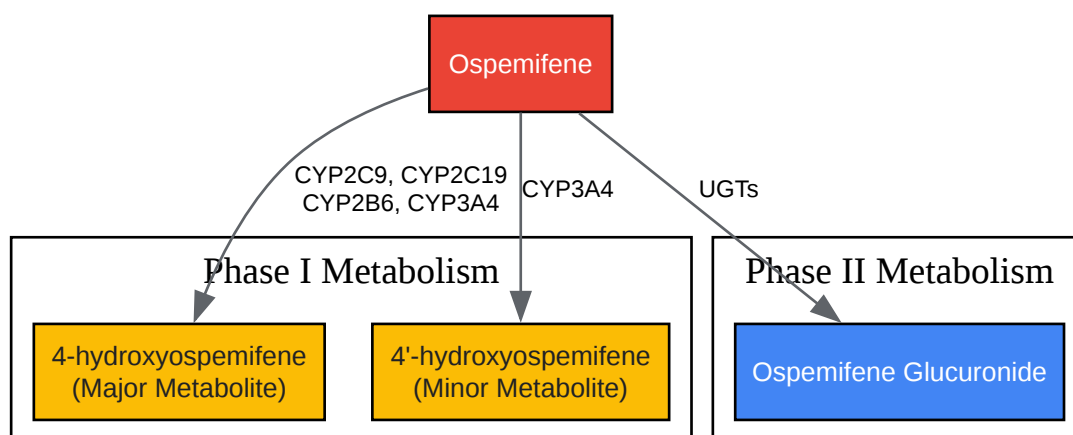 Ospemifene
CYP2C9, CYP2C19
CYP2B6, CYP3A4
CYP3A4
UGTs
Phase I Metabolism
Phase II Metabolism
4-hydroxyospemifene
(Major Metabolite)
4'-hydroxyospemifene
(Minor Metabolite)
Ospemifene Glucuronide